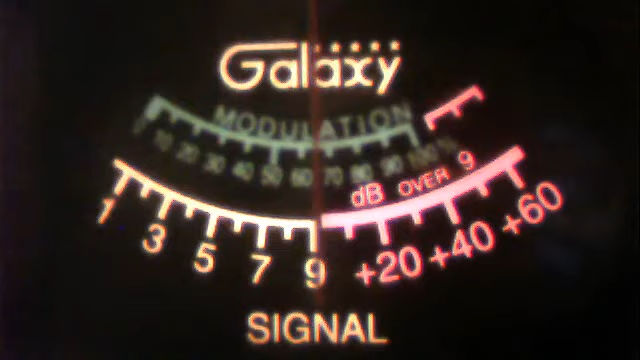 Galaxy
MODULATION
10 20 30 40 50 60 70 80 90 100%
dB OVER 9
1 3 5 7 9 +20 +40 +60
SIGNAL